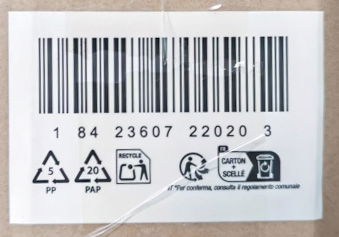 1 84 23607 22020 3
5 20 RECYCLE FR CARTON + SCELLÉ
PP PAP
IT *Per conferma, consulta il regolamento comunale